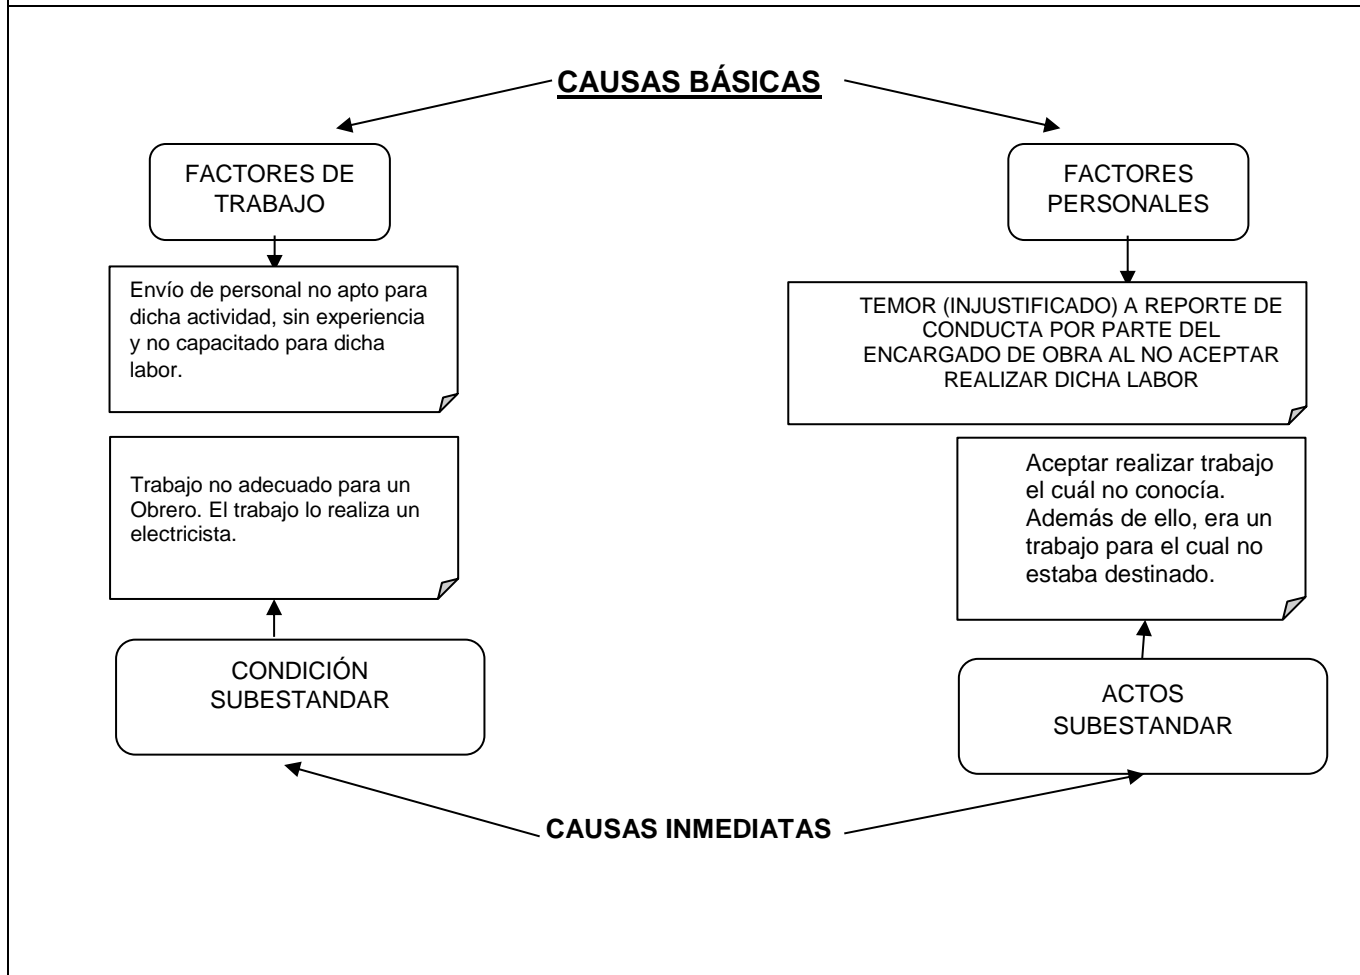 CAUSAS BÁSICAS
FACTORES DE
TRABAJO
FACTORES
PERSONALES
Envío de personal no apto para
dicha actividad, sin experiencia
y no capacitado para dicha
labor.
TEMOR (INJUSTIFICADO) A REPORTE DE
CONDUCTA POR PARTE DEL
ENCARGADO DE OBRA AL NO ACEPTAR
REALIZAR DICHA LABOR
Trabajo no adecuado para un
Obrero. El trabajo lo realiza un
electricista.
Aceptar realizar trabajo
el cuál no conocía.
Además de ello, era un
trabajo para el cual no
estaba destinado.
CONDICIÓN
SUBESTANDAR
ACTOS
SUBESTANDAR
CAUSAS INMEDIATAS